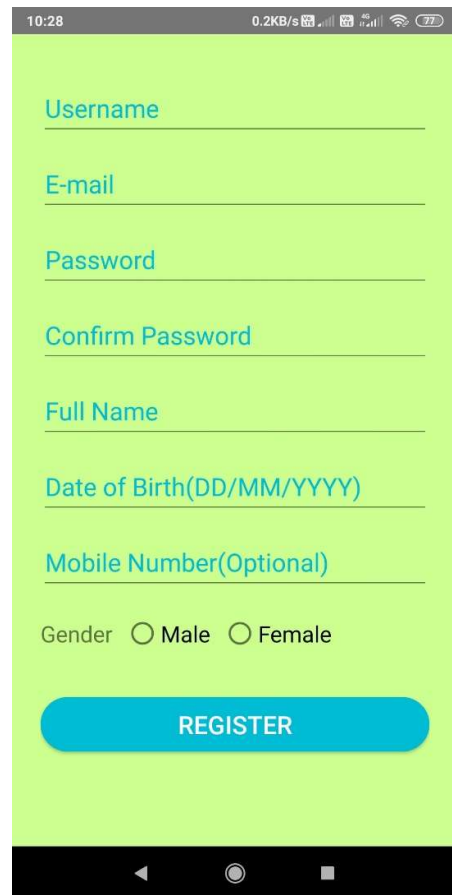 10:28 0.2KB/s 4G 77
Username
E-mail
Password
Confirm Password
Full Name
Date of Birth(DD/MM/YYYY)
Mobile Number(Optional)
Gender Male Female
REGISTER